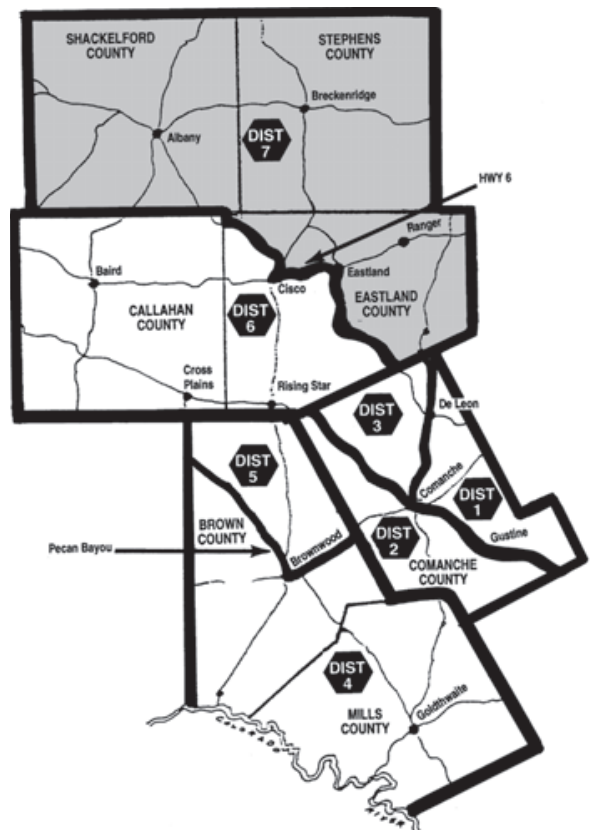 SHACKELFORD
COUNTY
STEPHENS
COUNTY
Breckenridge
Albany
DIST
7
HWY 6
Ranger
Eastland
Baird
Cisco
EASTLAND
COUNTY
CALLAHAN
COUNTY
DIST
6
Cross
Plains
Rising Star
De Leon
DIST
3
DIST
5
Comanche
DIST
1
BROWN
COUNTY
Brownwood
DIST
2
Gustine
Pecan Bayou
COMANCHE
COUNTY
DIST
4
Goldthwaite
MILLS
COUNTY
COLORADO
RIVER